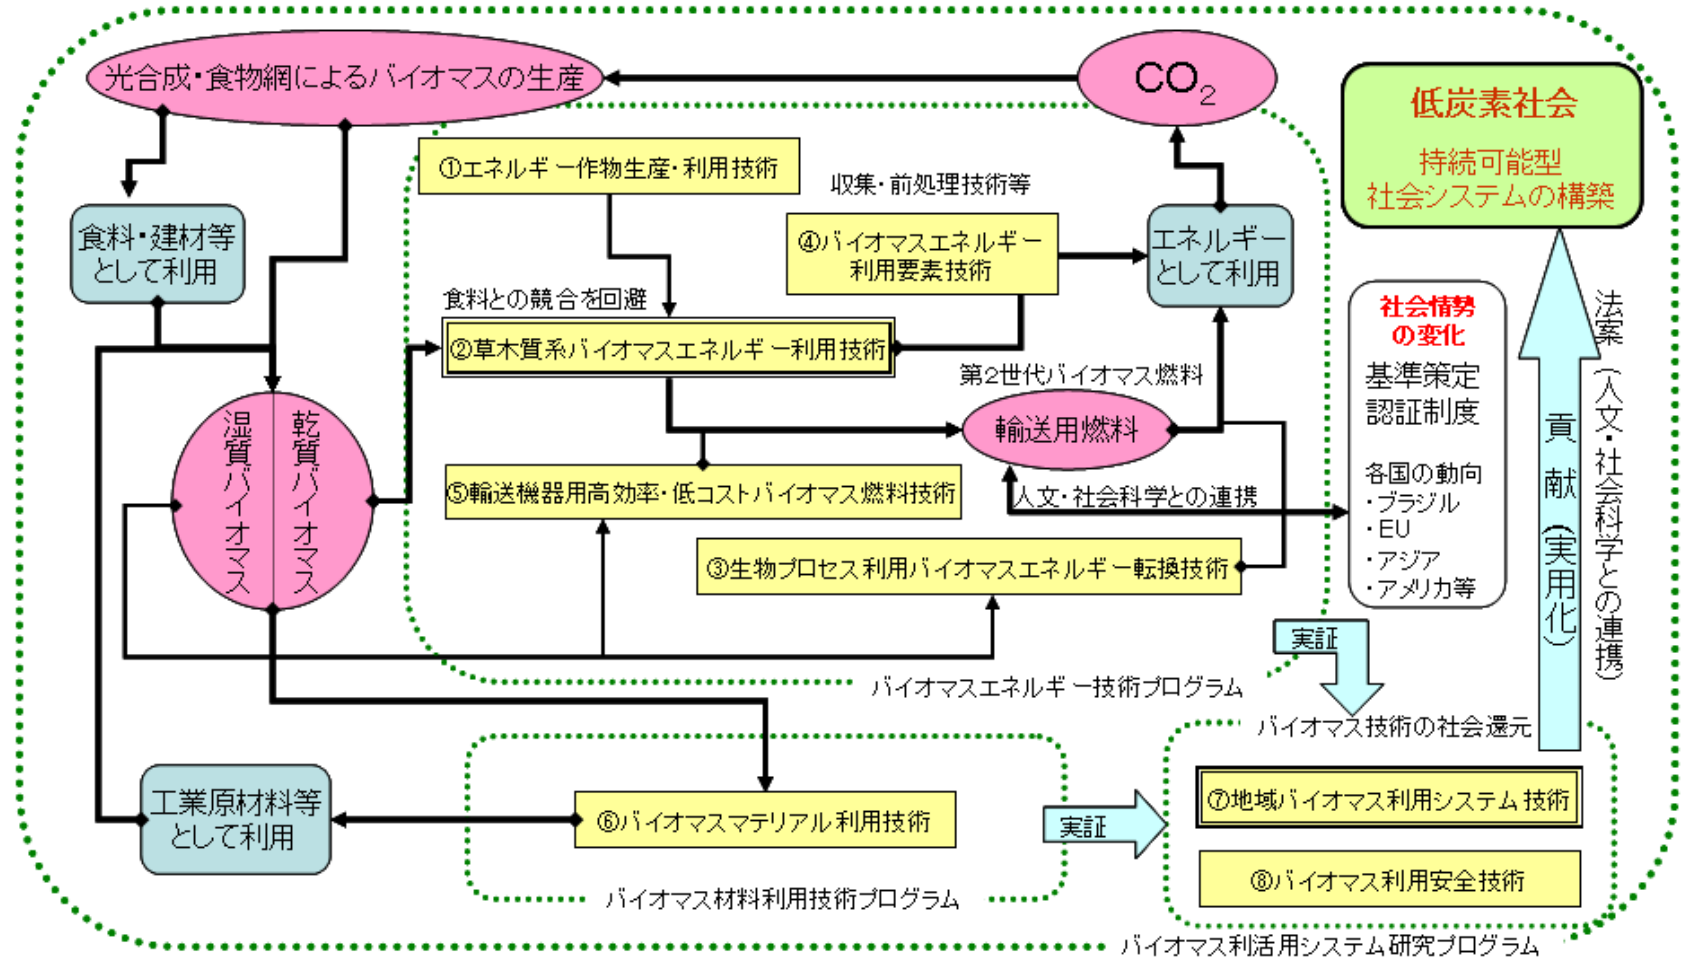 光合成・食物網によるバイオマスの生産
CO2
低炭素社会
持続可能型
社会システムの構築
①エネルギー作物生産・利用技術
収集・前処理技術等
食料・建材等
として利用
④バイオマスエネルギー
利用要素技術
エネルギー
として利用
食料との競合を回避
②草木質系バイオマスエネルギー利用技術
第2世代バイオマス燃料
輸送用燃料
社会情勢
の変化
基準策定
認証制度
各国の動向
・ブラジル
・EU
・アジア
・アメリカ等
法案(人文・社会科学との連携)
貢献(実用化)
湿質バイオマス
乾質バイオマス
⑤輸送機器用高効率・低コストバイオマス燃料技術
人文・社会科学との連携
③生物プロセス利用バイオマスエネルギー転換技術
実証
バイオマスエネルギー技術プログラム
バイオマス技術の社会還元
工業原材料等
として利用
⑥バイオマスマテリアル利用技術
実証
⑦地域バイオマス利用システム技術
⑧バイオマス利用安全技術
バイオマス材料利用技術プログラム
バイオマス利活用システム研究プログラム